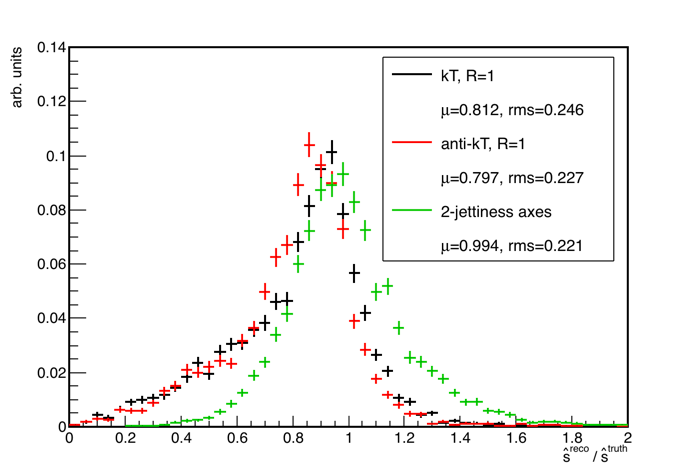 arb. units
0.14
0.12
0.1
0.08
0.06
0.04
0.02
0
kT, R=1
μ=0.812, rms=0.246
anti-kT, R=1
μ=0.797, rms=0.227
2-jettiness axes
μ=0.994, rms=0.221
0 0.2 0.4 0.6 0.8 1 1.2 1.4 1.6 1.8 2
ŝ^reco / ŝ^truth